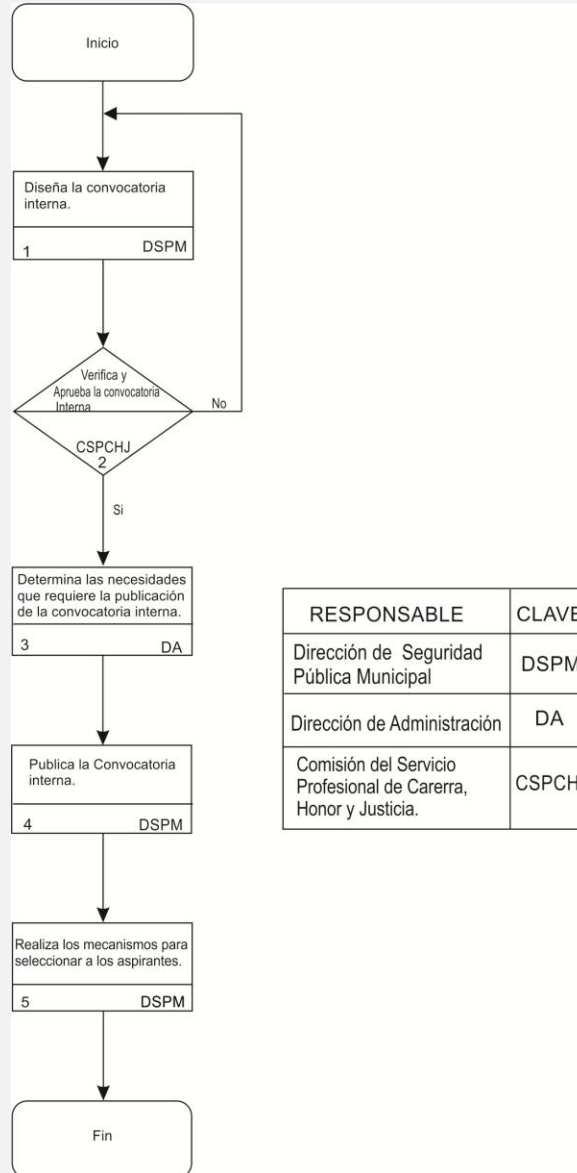 Inicio
Diseña la convocatoria
interna.
1 DSPM
Verifica y
Aprueba la convocatoria
Interna
No
CSPCHJ
2
Si
Determina las necesidades
que requiere la publicación
de la convocatoria interna.
3 DA
Publica la Convocatoria
interna.
4 DSPM
Realiza los mecanismos para
seleccionar a los aspirantes.
5 DSPM
Fin
RESPONSABLE CLAVE
Dirección de Seguridad
Pública Municipal
DSPM
Dirección de Administración DA
Comisión del Servicio
Profesional de Carerra,
Honor y Justicia.
CSPCH